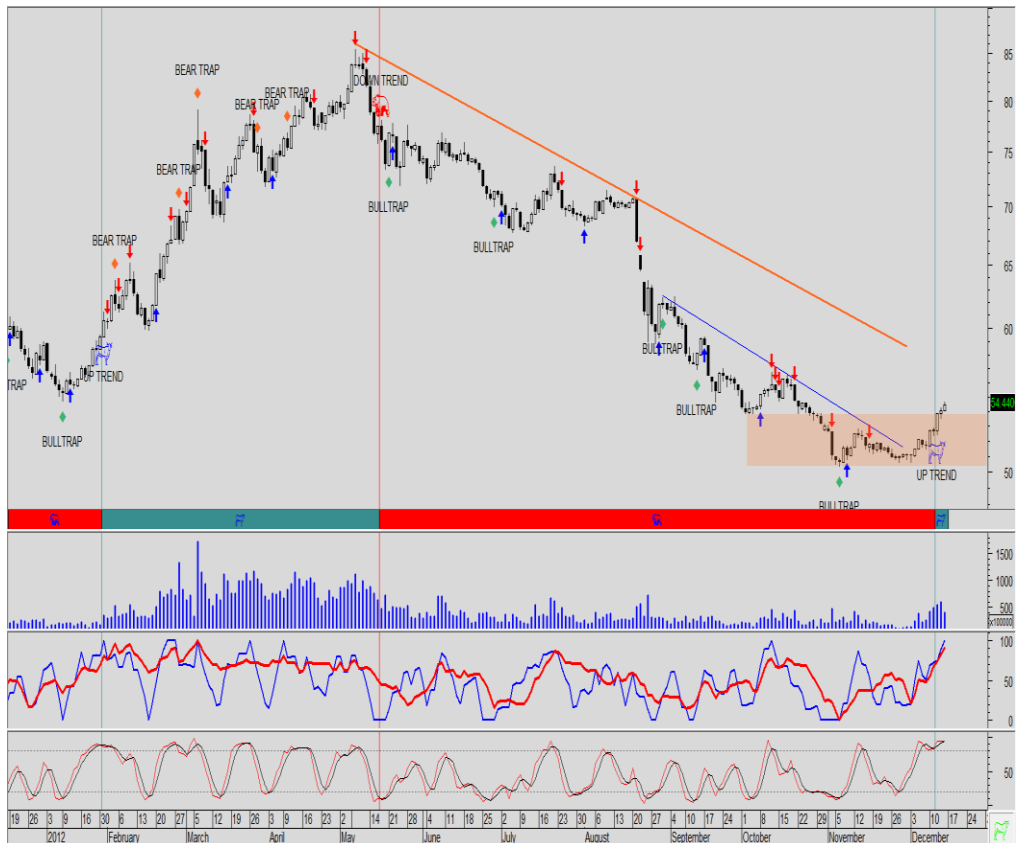 BEAR TRAP
85
DOWN TREND
BEAR TRAP
BEAR TRAP
80
BEAR TRAP
75
BULLTRAP
70
BEAR TRAP
BULLTRAP
65
60
BULLTRAP
TRAP
UP TREND
54.440
BULLTRAP
BULLTRAP
UP TREND
50
BULLTRAP
1500
1000
500
x100000
100
50
0
50
19 26 3 9 16 30 6 13 20 27 5 12 19 26 3 9 16 23 2 7 14 21 28 4 11 18 25 2 9 16 23 30 6 13 20 27 3 10 17 24 1 8 15 22 29 5 12 19 26 3 10 17 24
2012 February March April May June July August September October November December